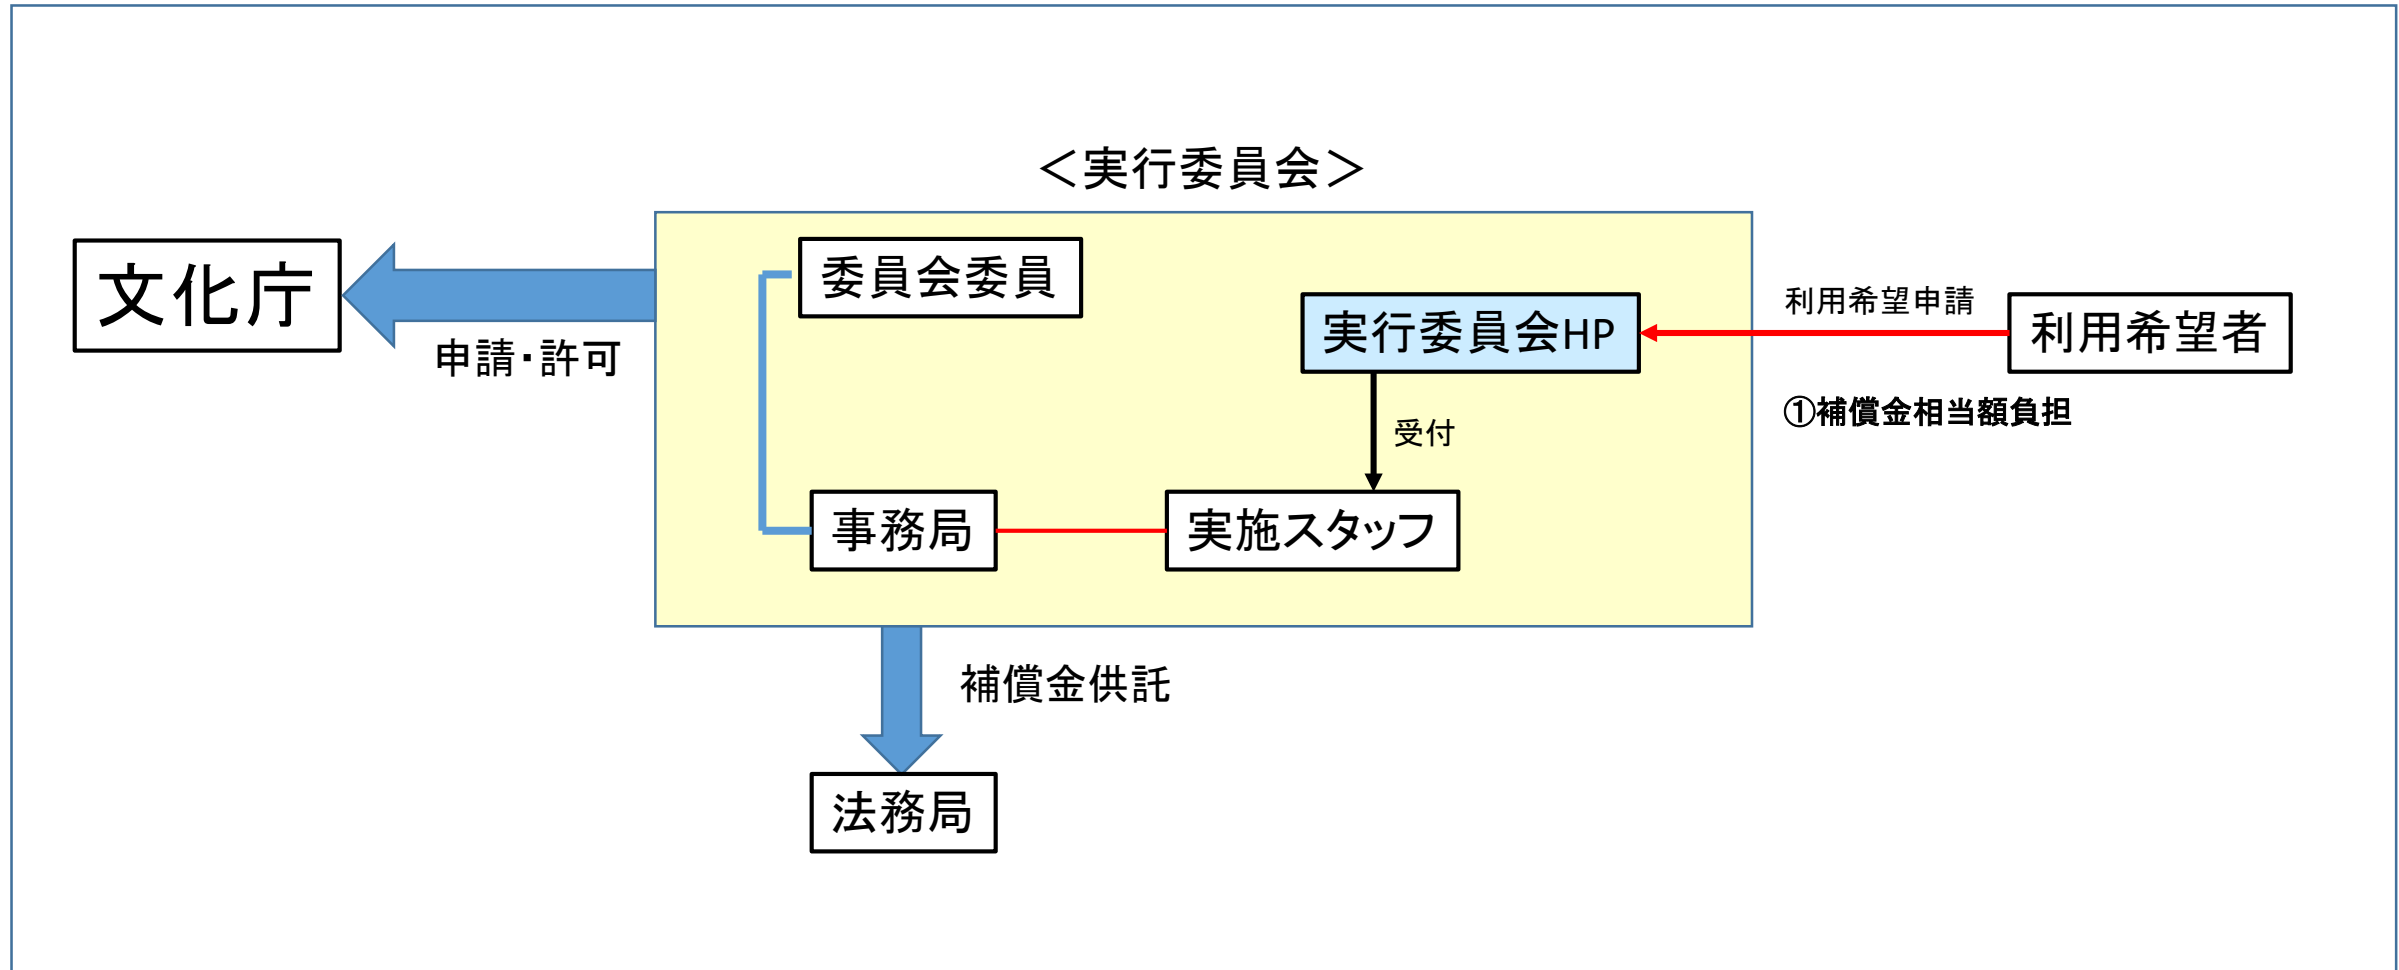 ＜実行委員会＞
文化庁
申請・許可
委員会委員
実行委員会HP
利用希望申請
利用希望者
①補償金相当額負担
受付
事務局
実施スタッフ
補償金供託
法務局